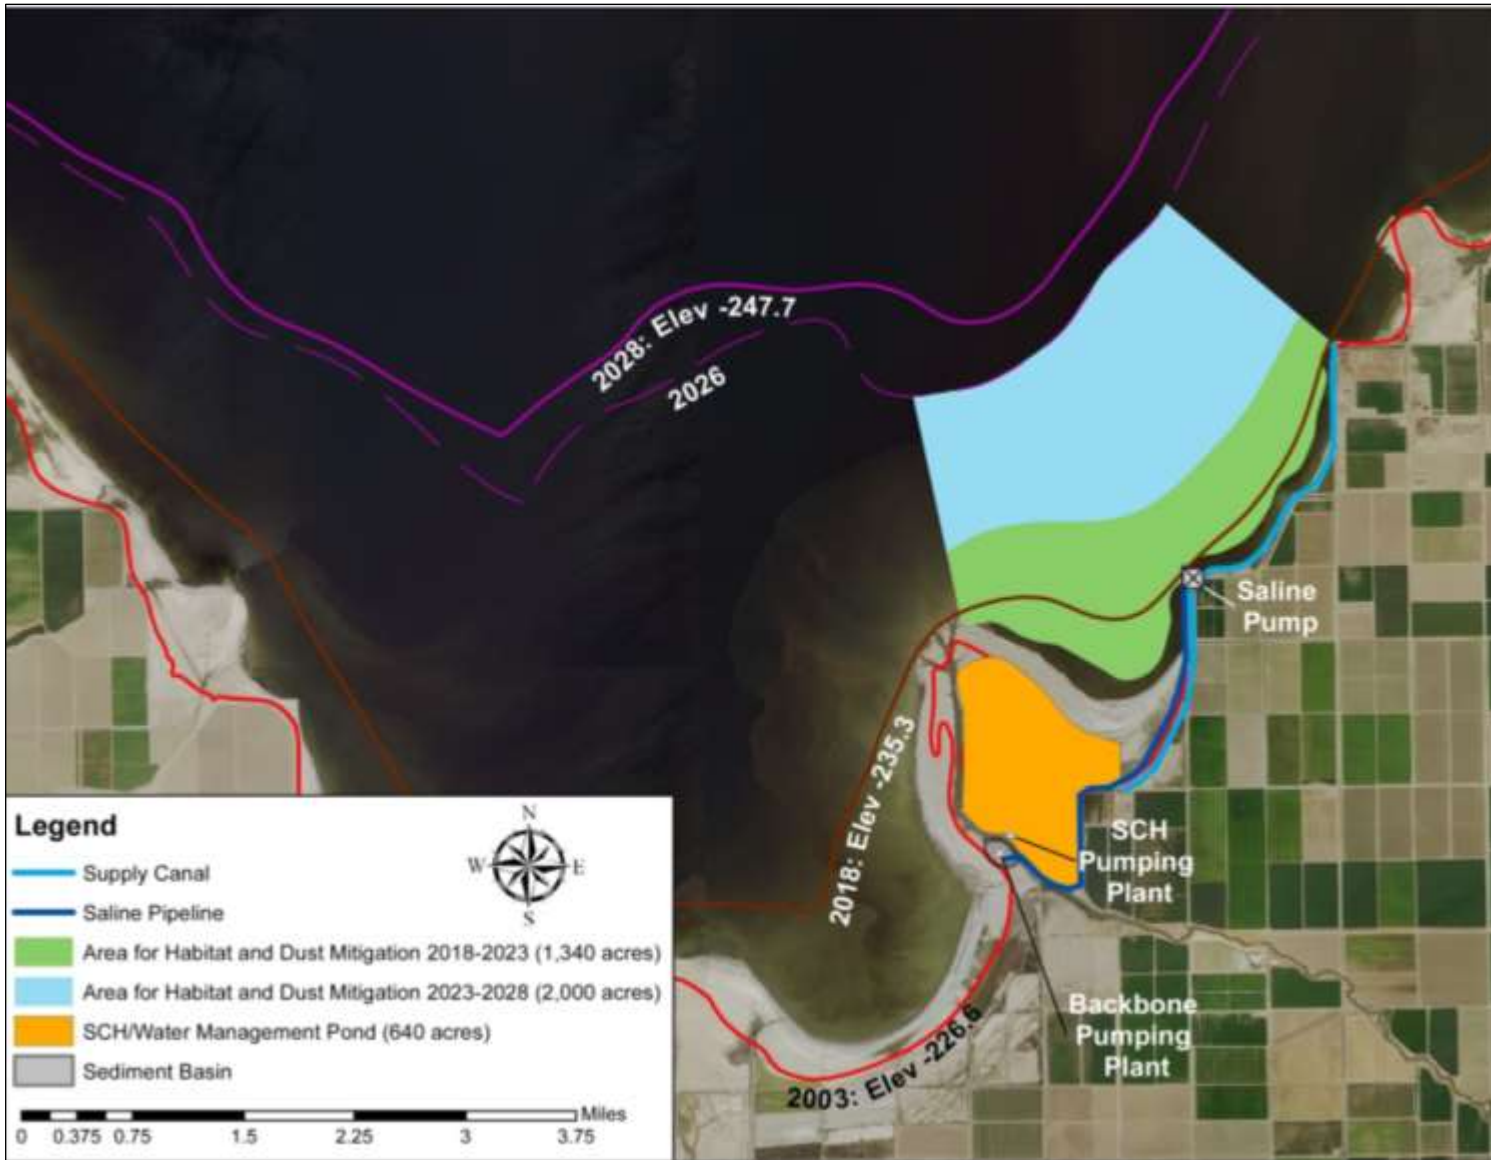 2028: Elev -247.7
2026
Saline
Pump
2018: Elev -235.3
SCH
Pumping
Plant
Backbone
Pumping
Plant
2003: Elev -226.6
Legend
N
W
E
S
Supply Canal
Saline Pipeline
Area for Habitat and Dust Mitigation 2018-2023 (1,340 acres)
Area for Habitat and Dust Mitigation 2023-2028 (2,000 acres)
SCH/Water Management Pond (640 acres)
Sediment Basin
Miles
0 0.375 0.75 1.5 2.25 3 3.75